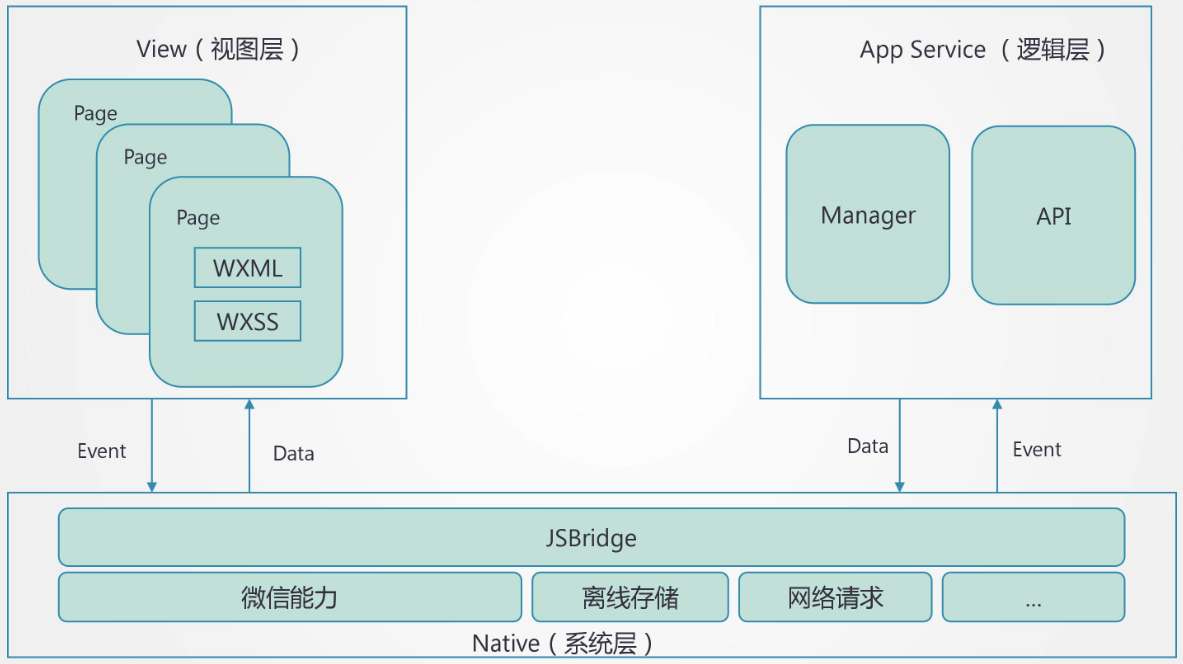 View（视图层）
Page
Page
Page
WXML
WXSS
App Service （逻辑层）
Manager
API
Event
Data
Data
Event
JSBridge
微信能力
离线存储
网络请求
...
Native（系统层）